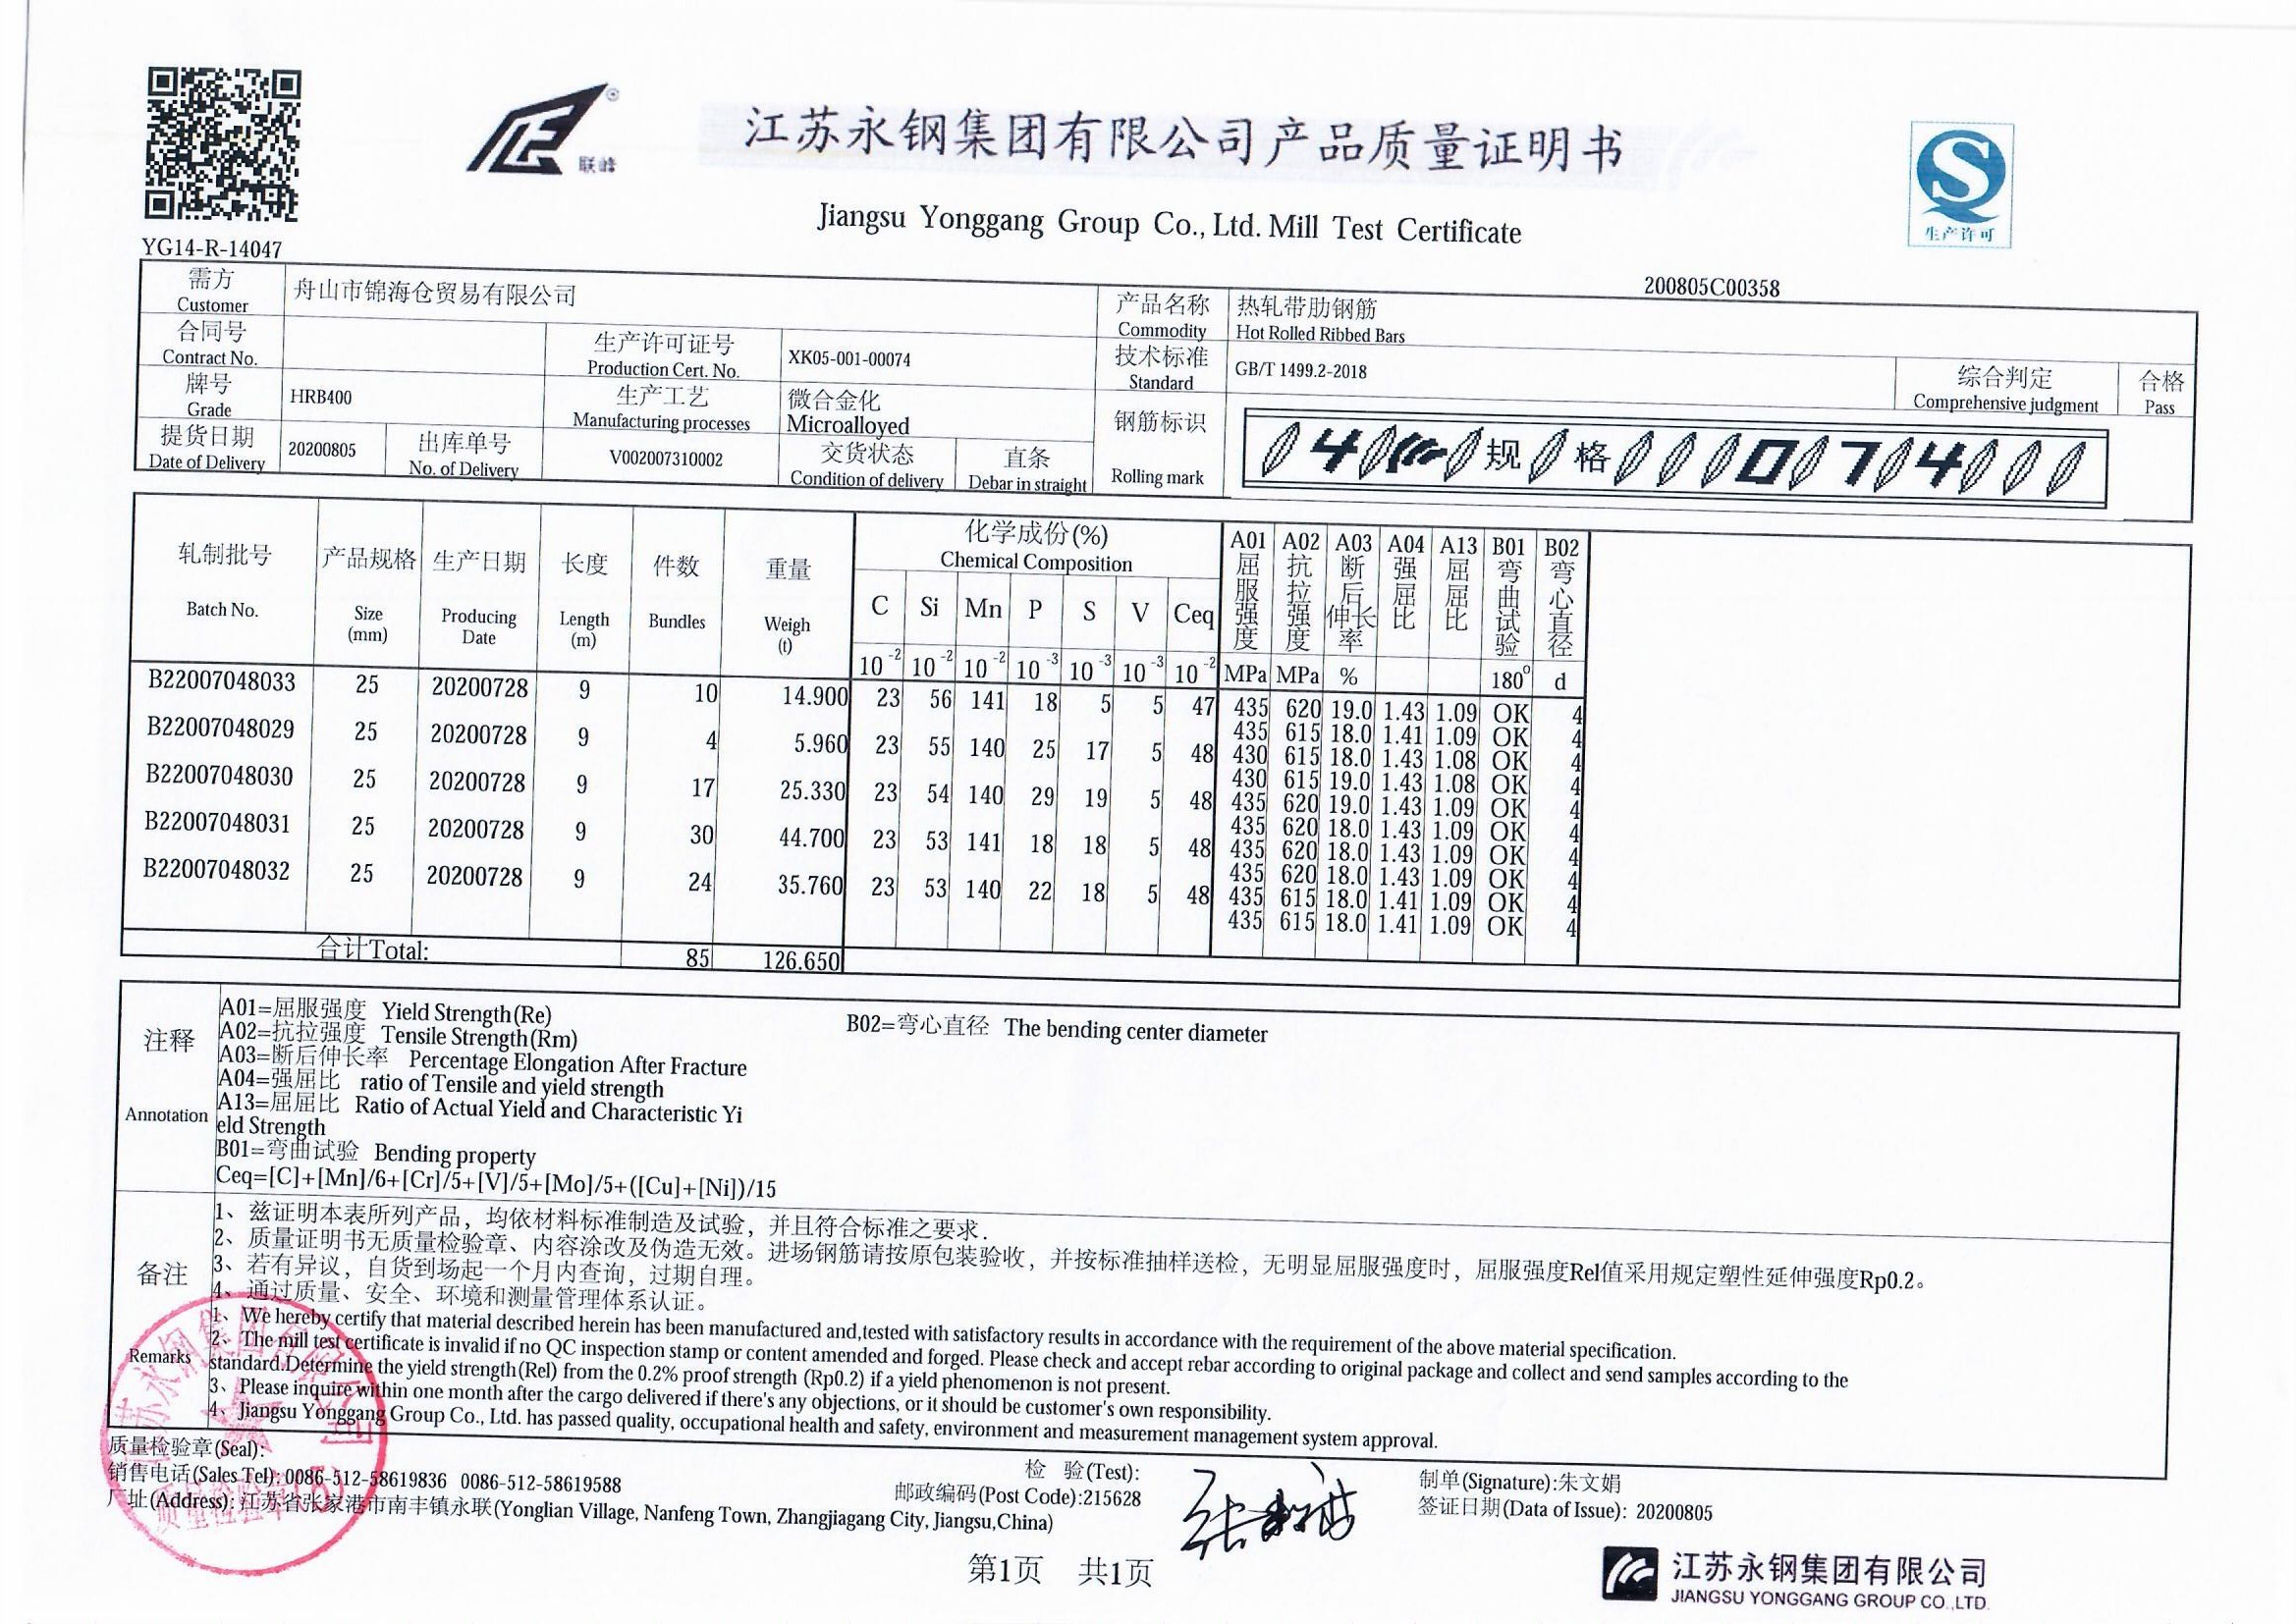 联峰
江苏永钢集团有限公司产品质量证明书
Jiangsu Yonggang Group Co., Ltd. Mill Test Certificate
生产许可
YG14-R-14047
200805C00358
需方 Customer 舟山市锦海仓贸易有限公司 产品名称 Commodity 热轧带肋钢筋 Hot Rolled Ribbed Bars
合同号 Contract No. 生产许可证号 Production Cert. No. XK05-001-00074 技术标准 Standard GB/T 1499.2-2018 综合判定 Comprehensive judgment 合格 Pass
牌号 Grade HRB400 生产工艺 Manufacturing processes 微合金化 Microalloyed 钢筋标识 Rolling mark 4 规 格 0 7 4
提货日期 Date of Delivery 20200805 出库单号 No. of Delivery V002007310002 交货状态 Condition of delivery 直条 Debar in straight
轧制批号 产品规格 生产日期 长度 件数 重量 化学成份(%) A01 A02 A03 A04 A13 B01 B02
Batch No. Size (mm) Producing Date Length (m) Bundles Weigh (t) Chemical Composition 屈服强度 抗拉强度 断后伸长率 强屈比 屈屈比 弯曲试验 弯心直径
C Si Mn P S V Ceq
10⁻² 10⁻² 10⁻² 10⁻³ 10⁻³ 10⁻³ 10⁻² MPa MPa % 180° d
B22007048033 25 20200728 9 10 14.900 23 56 141 18 5 5 47 435 620 19.0 1.43 1.09 OK 4
435 615 18.0 1.41 1.09 OK 4
B22007048029 25 20200728 9 4 5.960 23 55 140 25 17 5 48 430 615 18.0 1.43 1.08 OK 4
430 615 19.0 1.43 1.08 OK 4
B22007048030 25 20200728 9 17 25.330 23 54 140 29 19 5 48 435 620 19.0 1.43 1.09 OK 4
435 620 18.0 1.43 1.09 OK 4
B22007048031 25 20200728 9 30 44.700 23 53 141 18 18 5 48 435 620 18.0 1.43 1.09 OK 4
435 620 18.0 1.43 1.09 OK 4
B22007048032 25 20200728 9 24 35.760 23 53 140 22 18 5 48 435 615 18.0 1.41 1.09 OK 4
435 615 18.0 1.41 1.09 OK 4
合计Total: 85 126.650
注释 Annotation
A01=屈服强度 Yield Strength(Re)
A02=抗拉强度 Tensile Strength(Rm) B02=弯心直径 The bending center diameter
A03=断后伸长率 Percentage Elongation After Fracture
A04=强屈比 ratio of Tensile and yield strength
A13=屈屈比 Ratio of Actual Yield and Characteristic Yi
eld Strength
B01=弯曲试验 Bending property
Ceq=[C]+[Mn]/6+[Cr]/5+[V]/5+[Mo]/5+([Cu]+[Ni])/15
备注 Remarks
1、兹证明本表所列产品，均依材料标准制造及试验，并且符合标准之要求.
2、质量证明书无质量检验章、内容涂改及伪造无效。进场钢筋请按原包装验收，并按标准抽样送检，无明显屈服强度时，屈服强度Rel值采用规定塑性延伸强度Rp0.2。
3、若有异议，自货到场起一个月内查询，过期自理。
4、通过质量、安全、环境和测量管理体系认证。
1、We hereby certify that material described herein has been manufactured and,tested with satisfactory results in accordance with the requirement of the above material specification.
2、The mill test certificate is invalid if no QC inspection stamp or content amended and forged. Please check and accept rebar according to original package and collect and send samples according to the
standard.Determine the yield strength(Rel) from the 0.2% proof strength (Rp0.2) if a yield phenomenon is not present.
3、Please inquire within one month after the cargo delivered if there's any objections, or it should be customer's own responsibility.
4、Jiangsu Yonggang Group Co., Ltd. has passed quality, occupational health and safety, environment and measurement management system approval.
江苏永钢集团有限公司
质量检验章(5)
质量检验章(Seal):
销售电话(Sales Tel): 0086-512-58619836 0086-512-58619588
厂址(Address): 江苏省张家港市南丰镇永联(Yonglian Village, Nanfeng Town, Zhangjiagang City, Jiangsu,China)
检 验(Test):
邮政编码(Post Code):215628
制单(Signature):朱文娟
签证日期(Data of Issue): 20200805
第1页 共1页
江苏永钢集团有限公司
JIANGSU YONGGANG GROUP CO.,LTD.